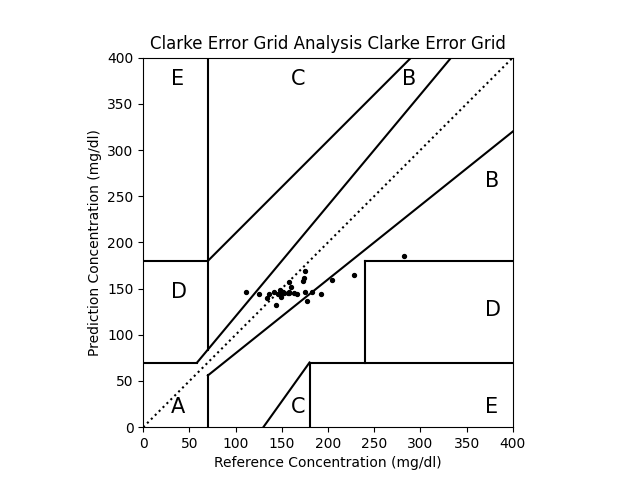 Clarke Error Grid Analysis Clarke Error Grid
400
350
300
250
200
150
100
50
0
Prediction Concentration (mg/dl)
E
C
B
B
D
D
A
C
E
0
50
100
150
200
250
300
350
400
Reference Concentration (mg/dl)